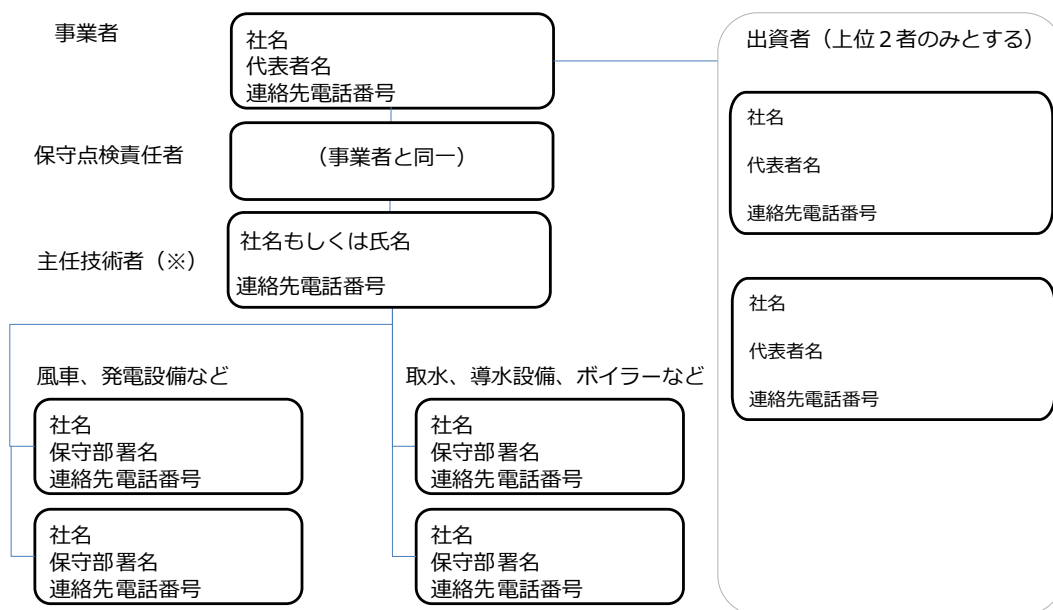 事業者
社名
代表者名
連絡先電話番号
保守点検責任者
（事業者と同一）
主任技術者（※）
社名もしくは氏名
連絡先電話番号
風車、発電設備など
社名
保守部署名
連絡先電話番号
社名
保守部署名
連絡先電話番号
取水、導水設備、ボイラーなど
社名
保守部署名
連絡先電話番号
社名
保守部署名
連絡先電話番号
出資者（上位２者のみとする）
社名
代表者名
連絡先電話番号
社名
代表者名
連絡先電話番号